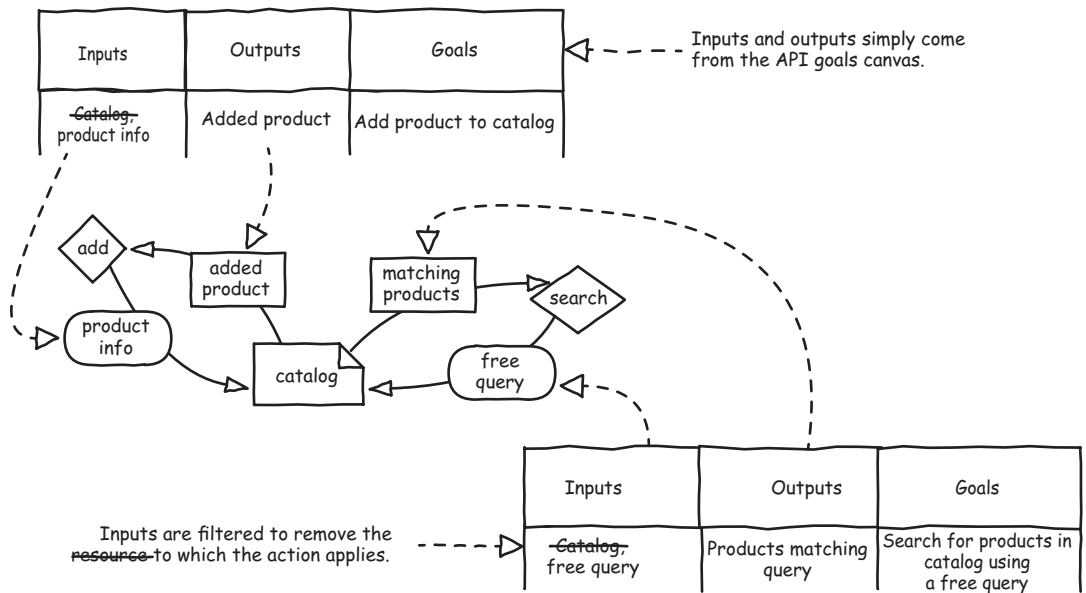 Inputs
Outputs
Goals
Inputs and outputs simply come
from the API goals canvas.
Catalog,
product info
Added product
Add product to catalog
add
added
product
matching
products
search
product
info
catalog
free
query
Inputs
Outputs
Goals
Inputs are filtered to remove the
resource to which the action applies.
Catalog,
free query
Products matching
query
Search for products in
catalog using
a free query